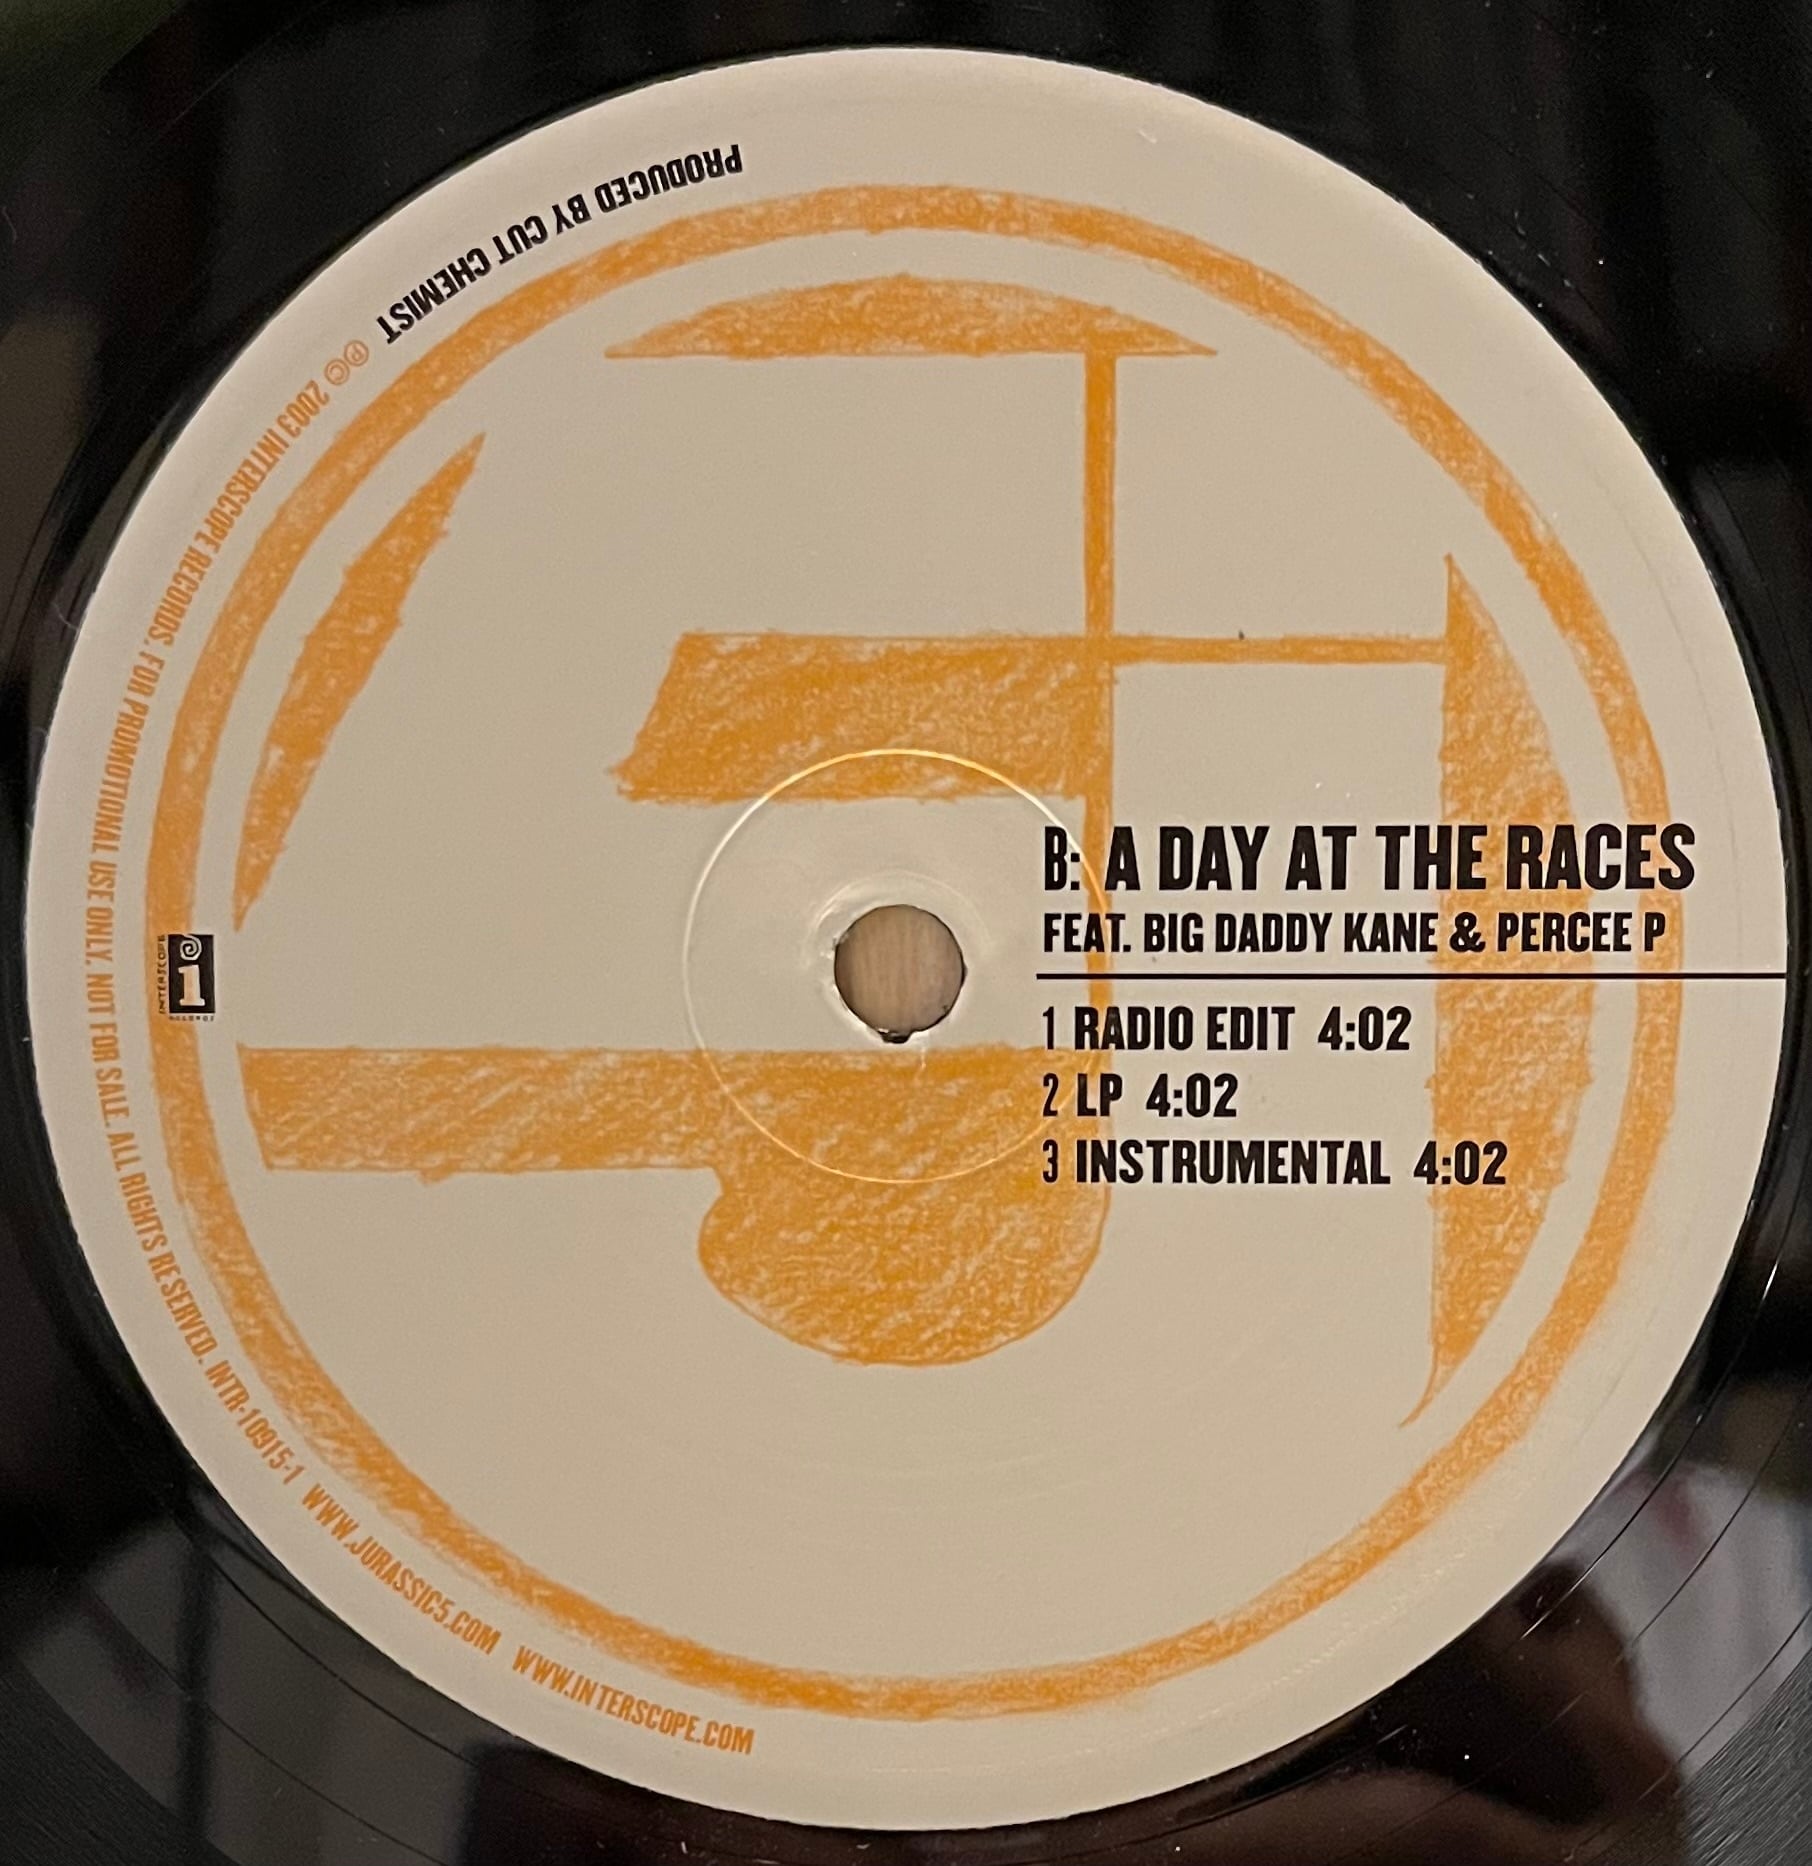 B: A DAY AT THE RACES
FEAT. BIG DADDY KANE & PERCEE P
1 RADIO EDIT 4:02
2 LP 4:02
3 INSTRUMENTAL 4:02
PRODUCED BY CUT CHEMIST
℗© 2003 INTERSCOPE RECORDS. FOR PROMOTIONAL USE ONLY. NOT FOR SALE. ALL RIGHTS RESERVED. INTR-10915-1 WWW.JURASSIC5.COM WWW.INTERSCOPE.COM
INTERSCOPE
i
RECORDS